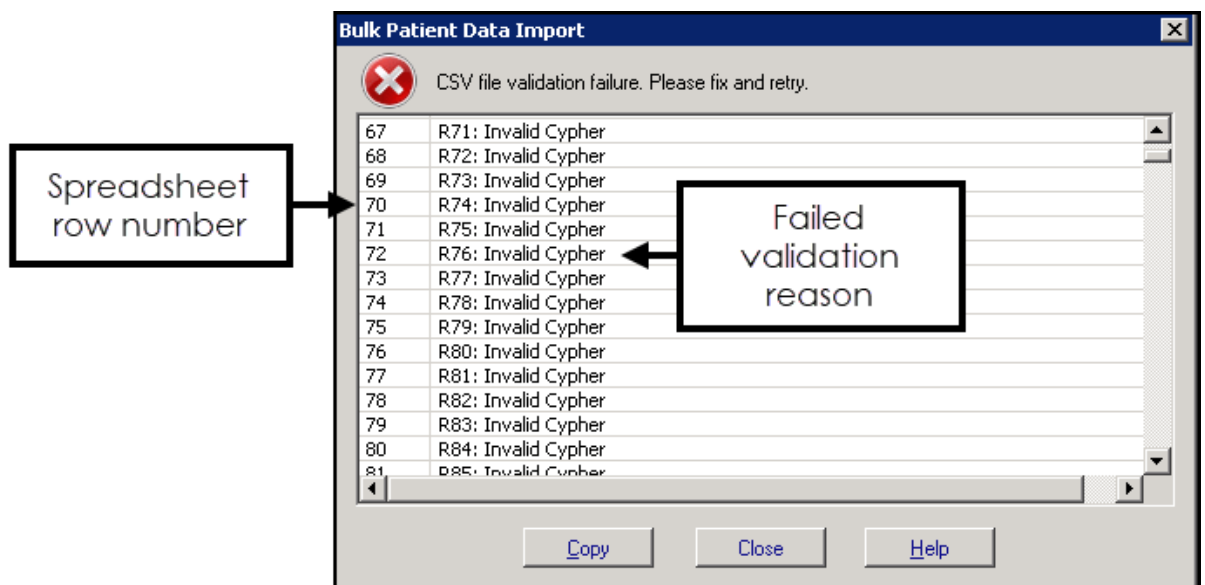 Bulk Patient Data Import
CSV file validation failure. Please fix and retry.
67 R71: Invalid Cypher
68 R72: Invalid Cypher
69 R73: Invalid Cypher
70 R74: Invalid Cypher
71 R75: Invalid Cypher
72 R76: Invalid Cypher
73 R77: Invalid Cypher
74 R78: Invalid Cypher
75 R79: Invalid Cypher
76 R80: Invalid Cypher
77 R81: Invalid Cypher
78 R82: Invalid Cypher
79 R83: Invalid Cypher
80 R84: Invalid Cypher
81 R85: Invalid Cypher
Spreadsheet
row number
Failed
validation
reason
Copy
Close
Help